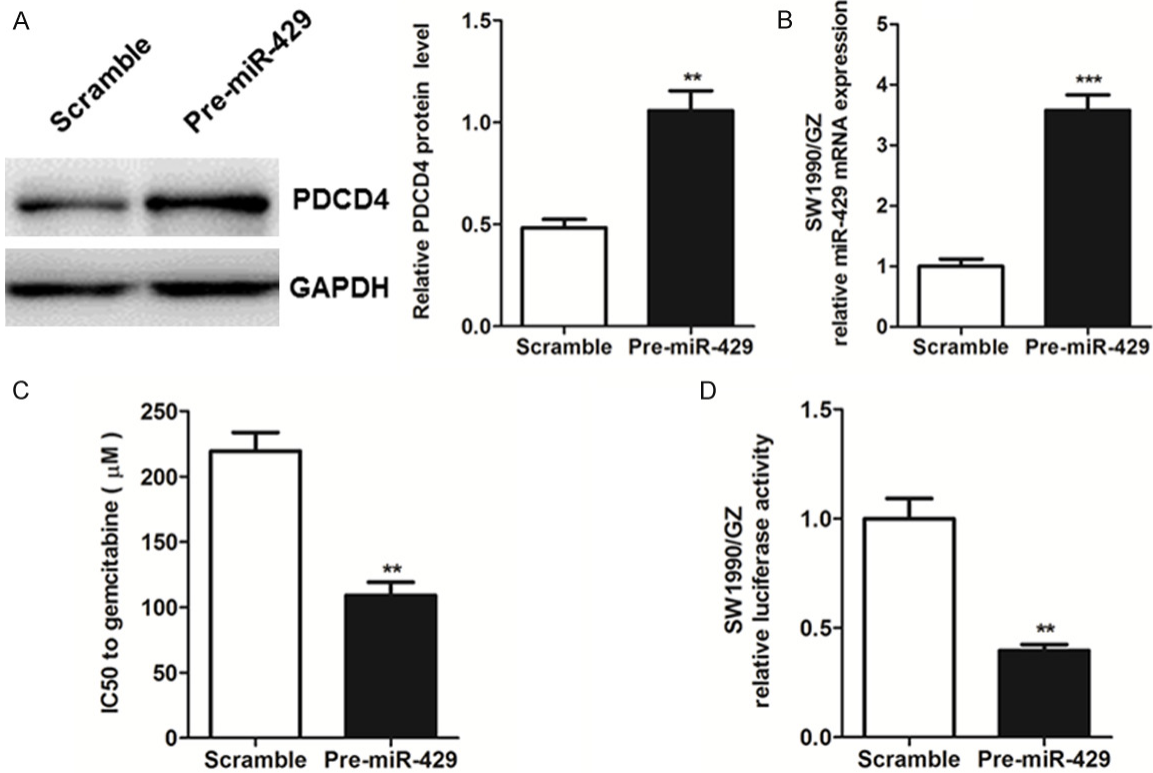 A
Scramble
Pre-miR-429
PDCD4
GAPDH
Relative PDCD4 protein level
1.5
1.0
0.5
0.0
**
Scramble
Pre-miR-429
B
SW1990/GZ
relative miR-429 mRNA expression
5
4
3
2
1
0
***
Scramble
Pre-miR-429
C
IC50 to gemcitabine ( μM )
250
200
150
100
50
0
**
Scramble
Pre-miR-429
D
SW1990/GZ
relative luciferase activity
1.5
1.0
0.5
0.0
**
Scramble
Pre-miR-429